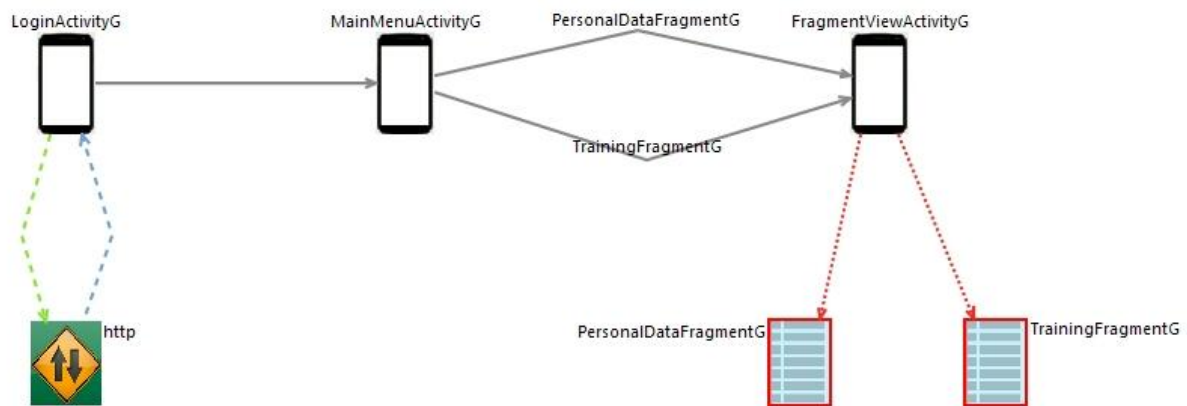 LoginActivityG
MainMenuActivityG
PersonalDataFragmentG
FragmentViewActivityG
TrainingFragmentG
http
PersonalDataFragmentG
TrainingFragmentG